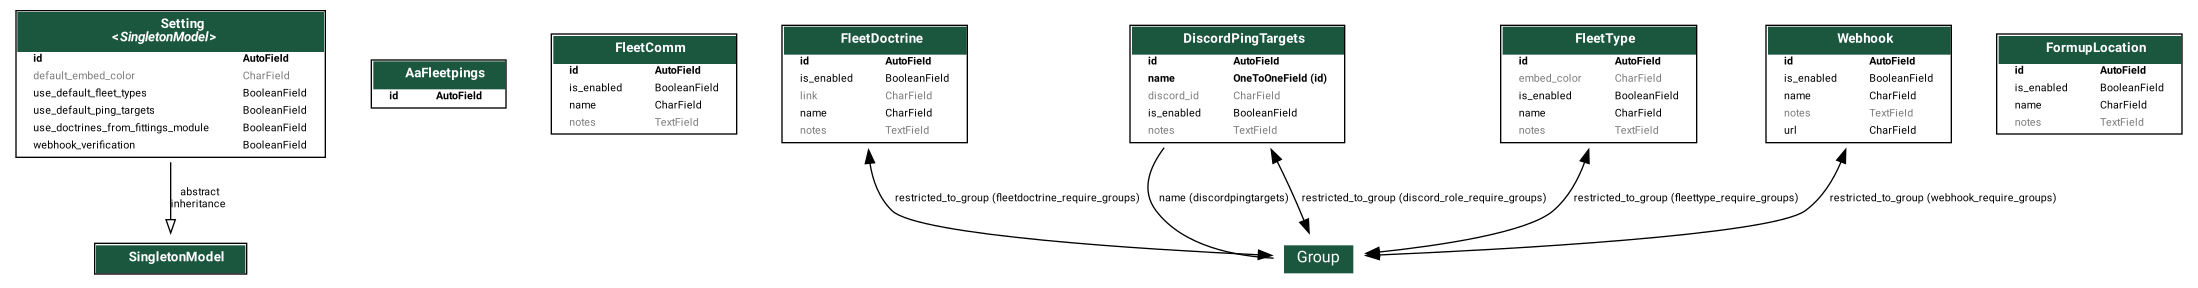 Setting
<SingletonModel>
id AutoField
default_embed_color CharField
use_default_fleet_types BooleanField
use_default_ping_targets BooleanField
use_doctrines_from_fittings_module BooleanField
webhook_verification BooleanField
AaFleetpings
id AutoField
FleetComm
id AutoField
is_enabled BooleanField
name CharField
notes TextField
FleetDoctrine
id AutoField
is_enabled BooleanField
link CharField
name CharField
notes TextField
DiscordPingTargets
id AutoField
name OneToOneField (id)
discord_id CharField
is_enabled BooleanField
notes TextField
FleetType
id AutoField
embed_color CharField
is_enabled BooleanField
name CharField
notes TextField
Webhook
id AutoField
is_enabled BooleanField
name CharField
notes TextField
url CharField
FormupLocation
id AutoField
is_enabled BooleanField
name CharField
notes TextField
abstract
inheritance
restricted_to_group (fleetdoctrine_require_groups)
name (discordpingtargets)
restricted_to_group (discord_role_require_groups)
restricted_to_group (fleettype_require_groups)
restricted_to_group (webhook_require_groups)
SingletonModel
Group